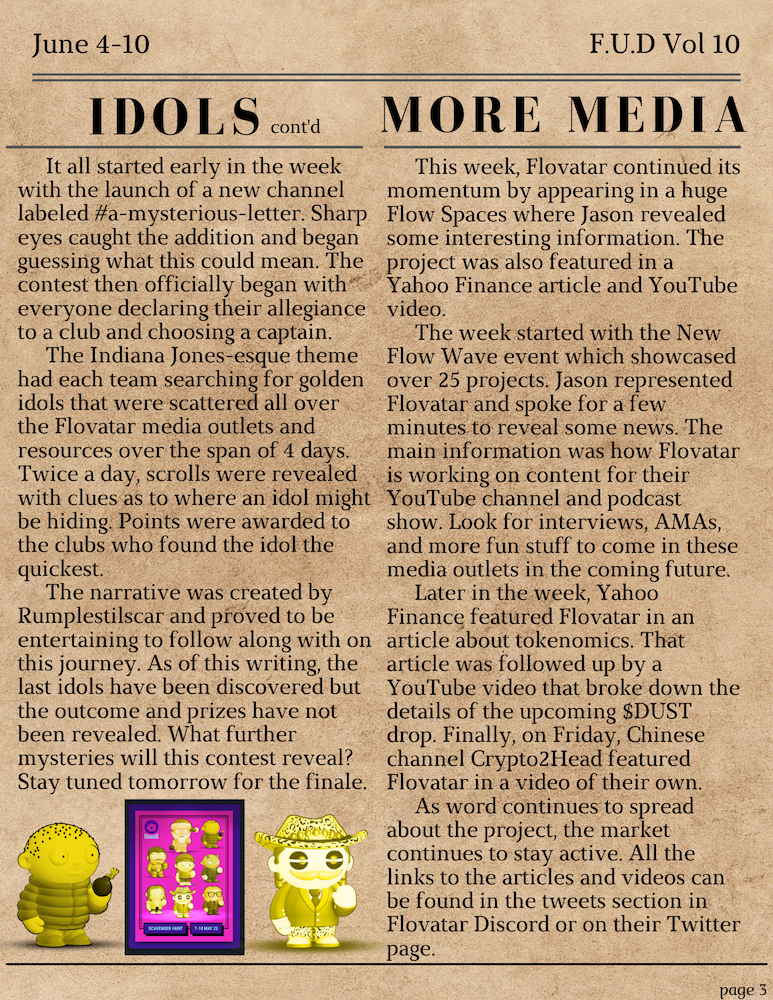 June 4-10
F.U.D Vol 10
IDOLS cont'd
It all started early in the week
with the launch of a new channel
labeled #a-mysterious-letter. Sharp
eyes caught the addition and began
guessing what this could mean. The
contest then officially began with
everyone declaring their allegiance
to a club and choosing a captain.
The Indiana Jones-esque theme
had each team searching for golden
idols that were scattered all over
the Flovatar media outlets and
resources over the span of 4 days.
Twice a day, scrolls were revealed
with clues as to where an idol might
be hiding. Points were awarded to
the clubs who found the idol the
quickest.
The narrative was created by
Rumplestilscar and proved to be
entertaining to follow along with on
this journey. As of this writing, the
last idols have been discovered but
the outcome and prizes have not
been revealed. What further
mysteries will this contest reveal?
Stay tuned tomorrow for the finale.
SCAVENGER HUNT
7-10 MAY 22
MORE MEDIA
This week, Flovatar continued its
momentum by appearing in a huge
Flow Spaces where Jason revealed
some interesting information. The
project was also featured in a
Yahoo Finance article and YouTube
video.
The week started with the New
Flow Wave event which showcased
over 25 projects. Jason represented
Flovatar and spoke for a few
minutes to reveal some news. The
main information was how Flovatar
is working on content for their
YouTube channel and podcast
show. Look for interviews, AMAs,
and more fun stuff to come in these
media outlets in the coming future.
Later in the week, Yahoo
Finance featured Flovatar in an
article about tokenomics. That
article was followed up by a
YouTube video that broke down the
details of the upcoming $DUST
drop. Finally, on Friday, Chinese
channel Crypto2Head featured
Flovatar in a video of their own.
As word continues to spread
about the project, the market
continues to stay active. All the
links to the articles and videos can
be found in the tweets section in
Flovatar Discord or on their Twitter
page.
page 3